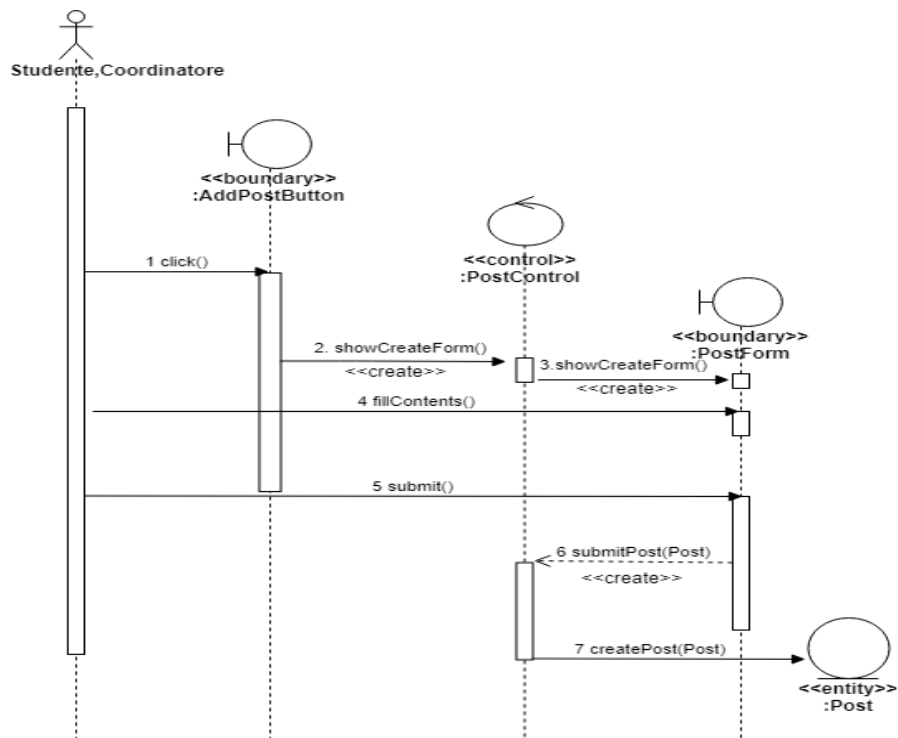 Studente,Coordinatore
<<boundary>>
:AddPostButton
<<control>>
:PostControl
1 click()
<<boundary>>
:PostForm
2. showCreateForm()
<<create>>
3.showCreateForm()
<<create>>
4 fillContents()
5 submit()
6 submitPost(Post)
<<create>>
7 createPost(Post)
<<entity>>
:Post